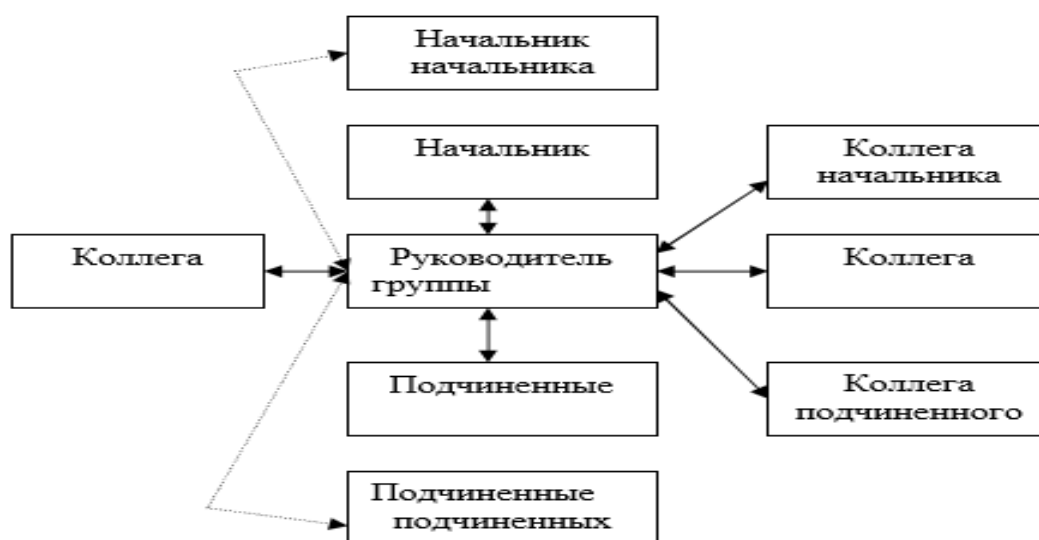 Начальник
начальника
Начальник
Коллега
начальника
Коллега
Руководитель
группы
Коллега
Подчиненные
Коллега
подчиненного
Подчиненные
подчиненных